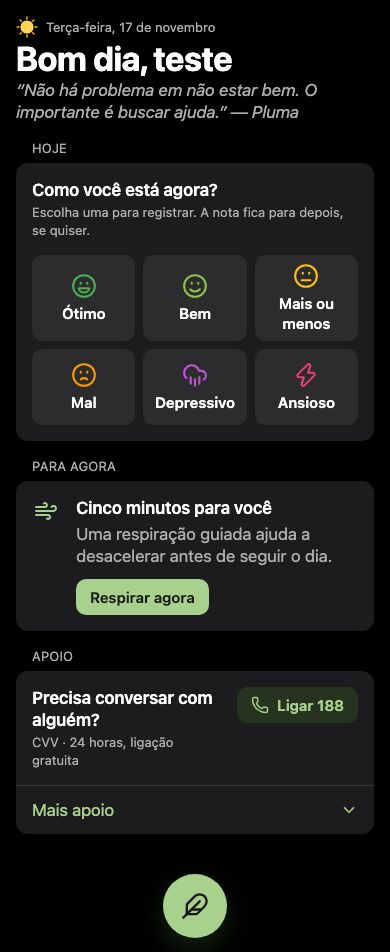 Terça-feira, 17 de novembro
Bom dia, teste
“Não há problema em não estar bem. O
importante é buscar ajuda.” — Pluma
HOJE
Como você está agora?
Escolha uma para registrar. A nota fica para depois,
se quiser.
Ótimo
Bem
Mais ou
menos
Mal
Depressivo
Ansioso
PARA AGORA
Cinco minutos para você
Uma respiração guiada ajuda a
desacelerar antes de seguir o dia.
Respirar agora
APOIO
Precisa conversar com
alguém?
Ligar 188
CVV · 24 horas, ligação
gratuita
Mais apoio